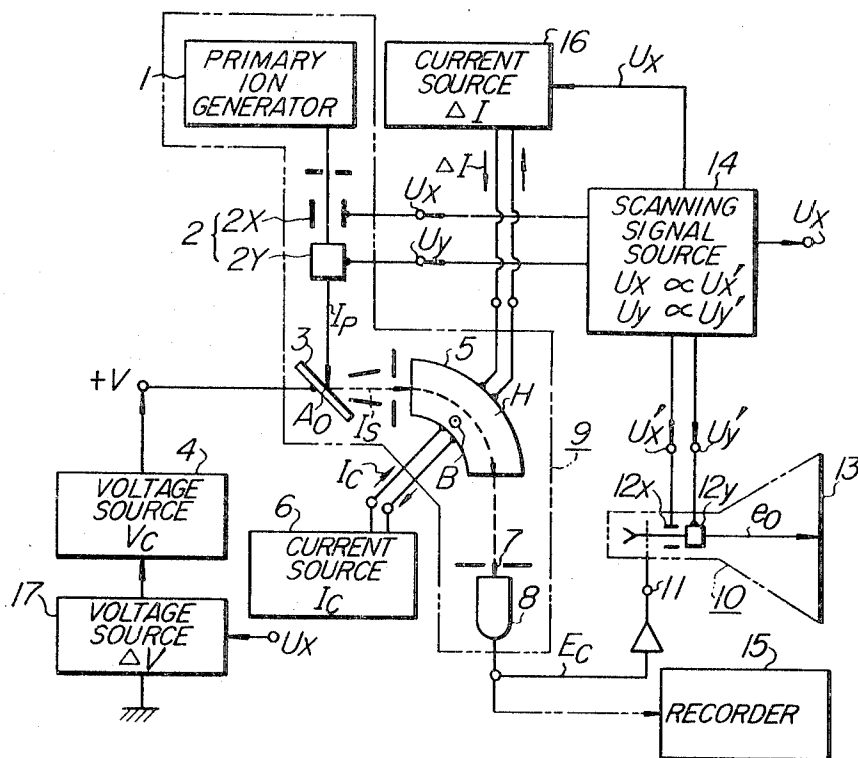 1
PRIMARY
ION
GENERATOR
16
CURRENT
SOURCE
Δ I
Ux
ΔI
14
SCANNING
SIGNAL
SOURCE
Ux ∝ Ux'
Uy ∝ Uy'
Ux
2 { 2X
2Y
Ux
Uy
IP
3
5
+V
A0
Is
H
B
9
IC
Ux'
Uy'
13
4
VOLTAGE
SOURCE
VC
6
CURRENT
SOURCE
IC
12x
12y
e0
10
11
7
8
17
VOLTAGE
SOURCE
Δ V
Ux
EC
15
RECORDER